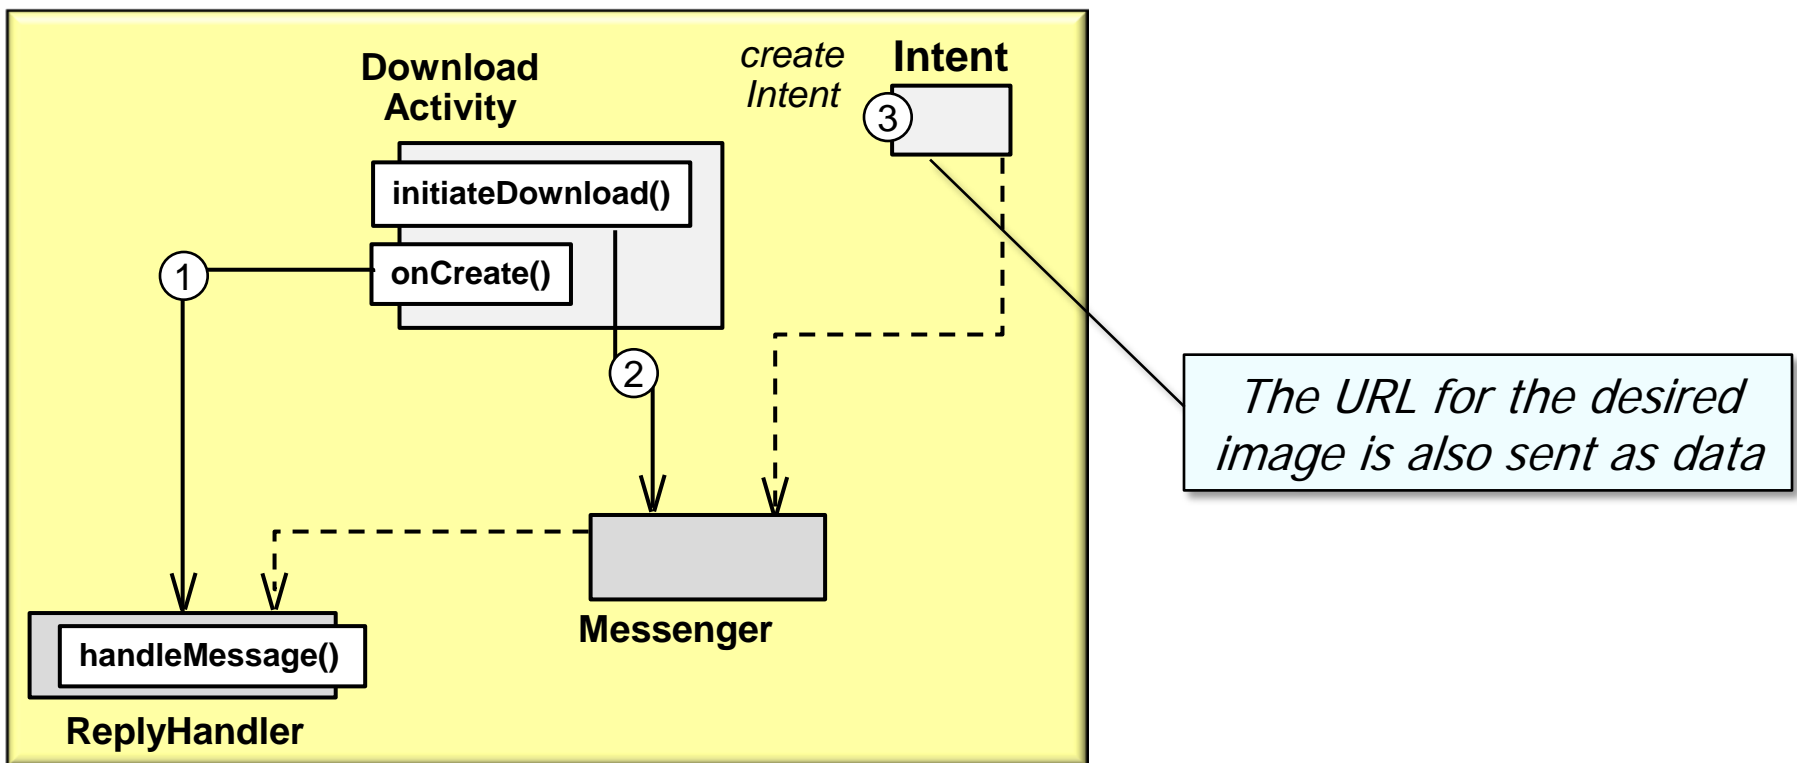 Download
Activity
create
Intent
Intent
3
initiateDownload()
1
onCreate()
2
The URL for the desired
image is also sent as data
Messenger
handleMessage()
ReplyHandler